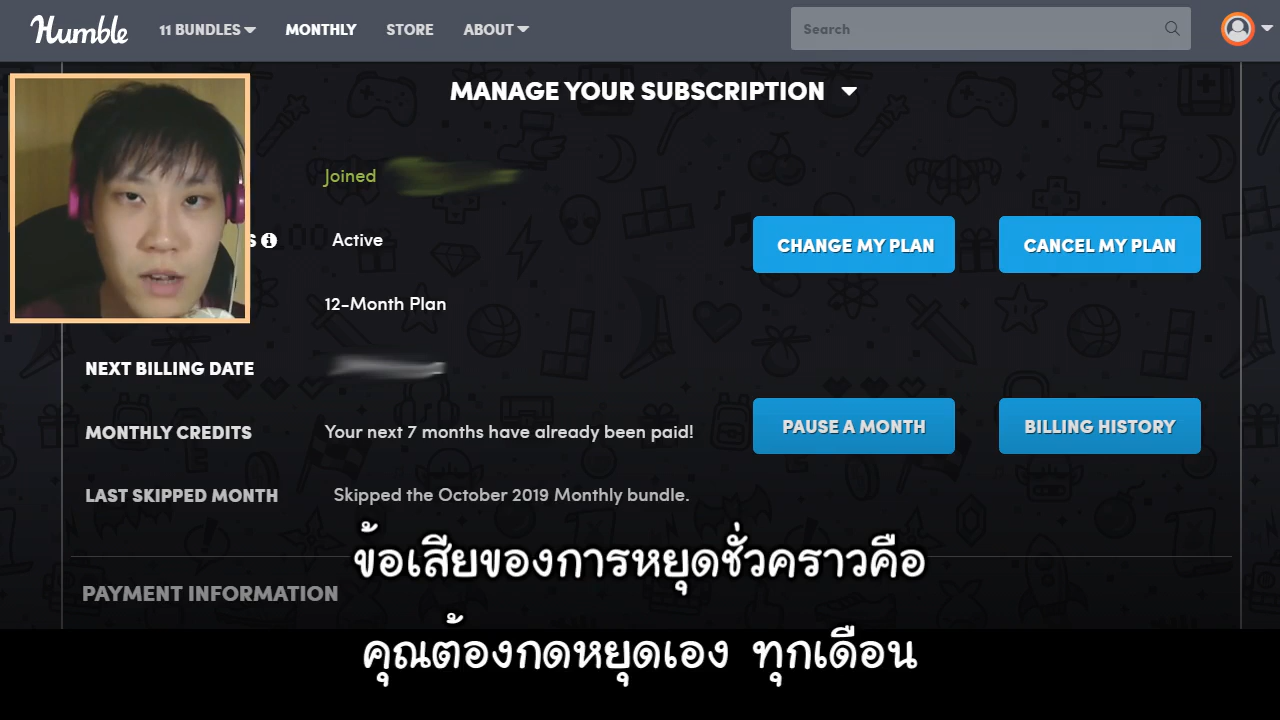 Humble 11 BUNDLES MONTHLY STORE ABOUT Search
MANAGE YOUR SUBSCRIPTION
Joined
S Active
CHANGE MY PLAN CANCEL MY PLAN
12-Month Plan
NEXT BILLING DATE
MONTHLY CREDITS Your next 7 months have already been paid!
PAUSE A MONTH BILLING HISTORY
LAST SKIPPED MONTH Skipped the October 2019 Monthly bundle.
ข้อเสียของการหยุดชั่วคราวคือ
PAYMENT INFORMATION
คุณต้องกดหยุดเอง ทุกเดือน